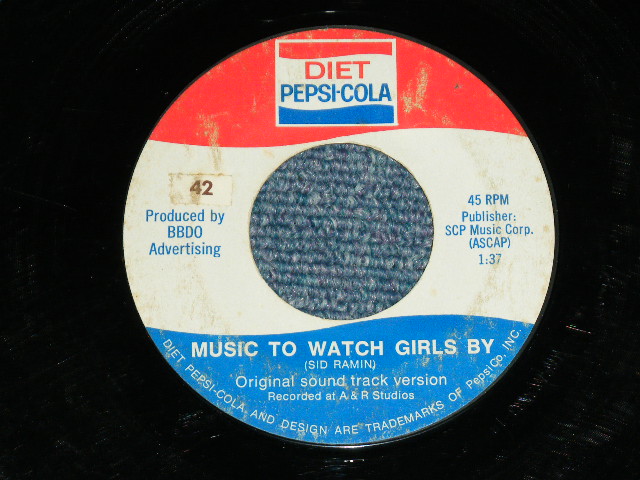 DIET
PEPSI-COLA
42
Produced by
BBDO
Advertising
45 RPM
Publisher:
SCP Music Corp.
(ASCAP)
1:37
MUSIC TO WATCH GIRLS BY
(SID RAMIN)
Original sound track version
Recorded at A & R Studios
DIET PEPSI-COLA, AND DESIGN ARE TRADEMARKS OF PepsiCo, INC.